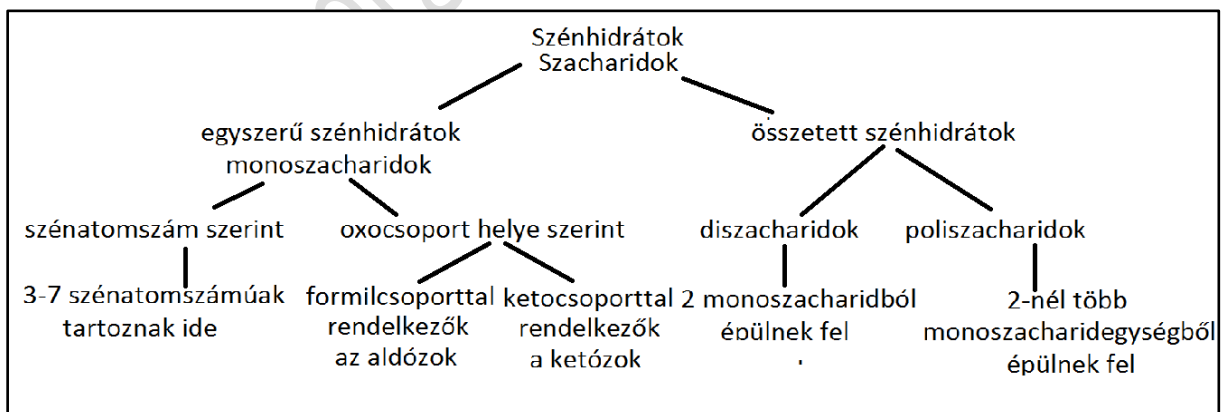 Szénhidrátok
Szacharidok
egyszerű szénhidrátok
monoszacharidok
összetett szénhidrátok
szénatomszám szerint
oxocsoport helye szerint
diszacharidok
poliszacharidok
3-7 szénatomszámúak
tartoznak ide
formilcsoporttal
rendelkezők
az aldózok
ketocsoporttal
rendelkezők
a ketózok
2 monoszacharidból
épülnek fel
2-nél több
monoszacharidegységből
épülnek fel